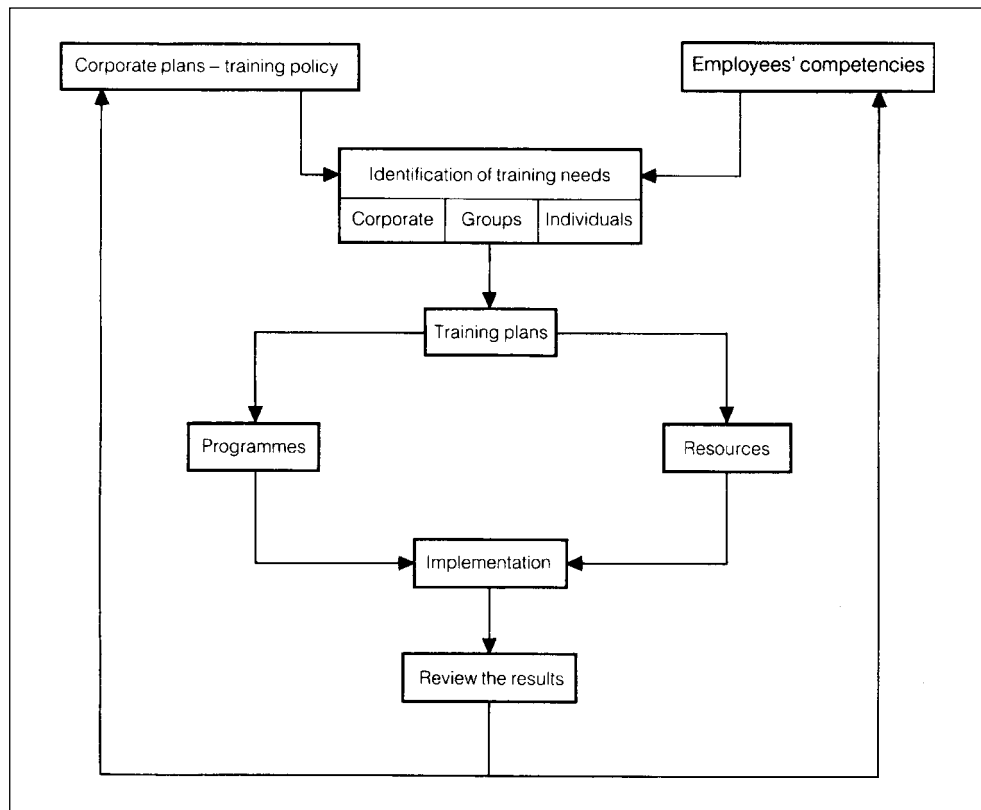 Corporate plans – training policy
Employees' competencies
Identification of training needs
Corporate
Groups
Individuals
Training plans
Programmes
Resources
Implementation
Review the results